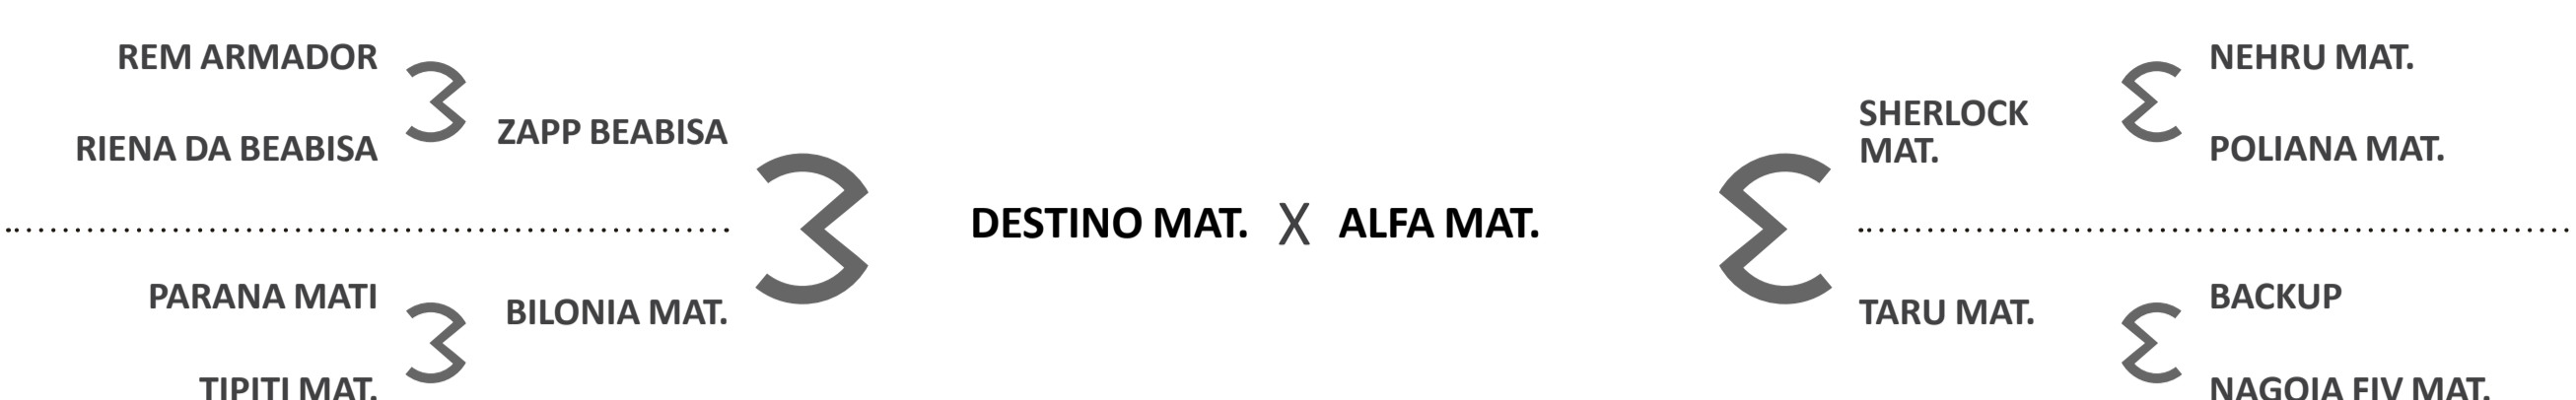 REM ARMADOR
RIENA DA BEABISA
ZAPP BEABISA
PARANA MATI
TIPITI MAT.
BILONIA MAT.
DESTINO MAT. X ALFA MAT.
SHERLOCK
MAT.
TARU MAT.
NEHRU MAT.
POLIANA MAT.
BACKUP
NAGOIA FIV MAT.